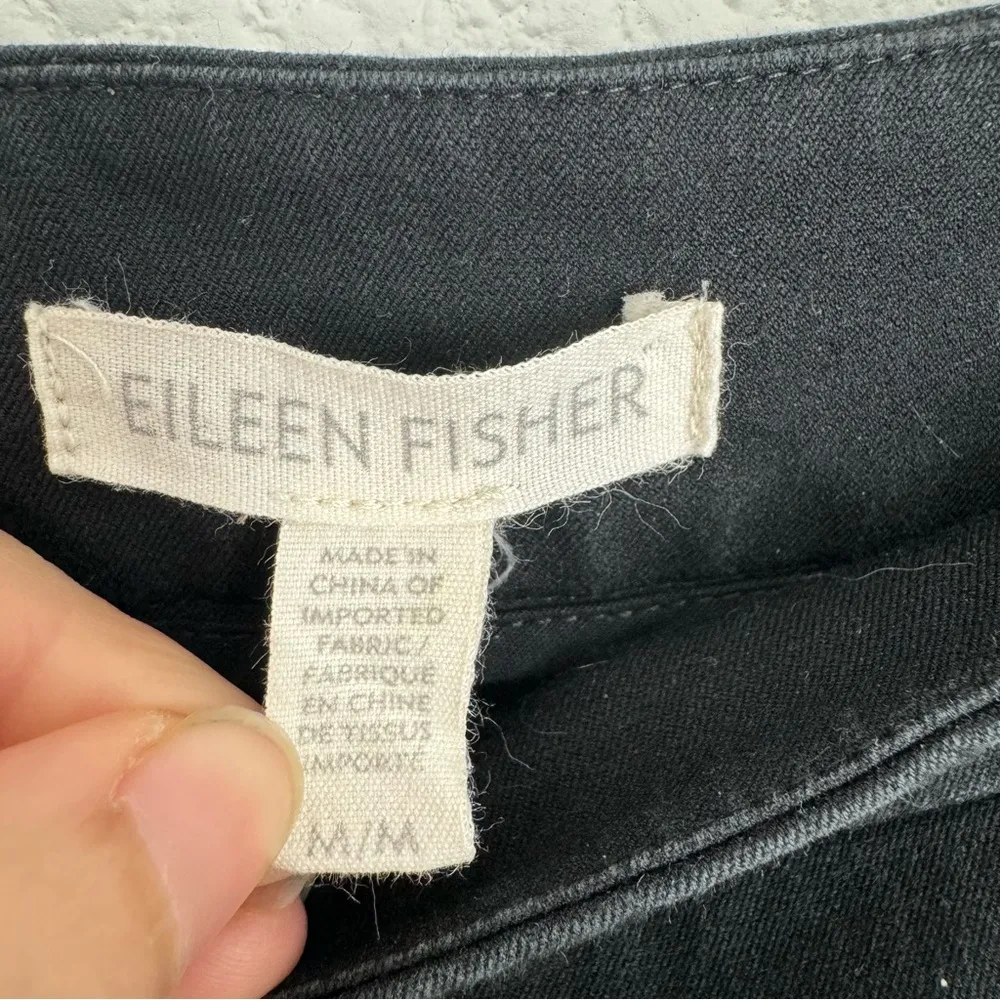 EILEEN FISHER
MADE IN
CHINA OF
IMPORTED
FABRIC/
FABRIQUÉ
EN CHINE
DE TISSUS
IMPORTÉ
M/M